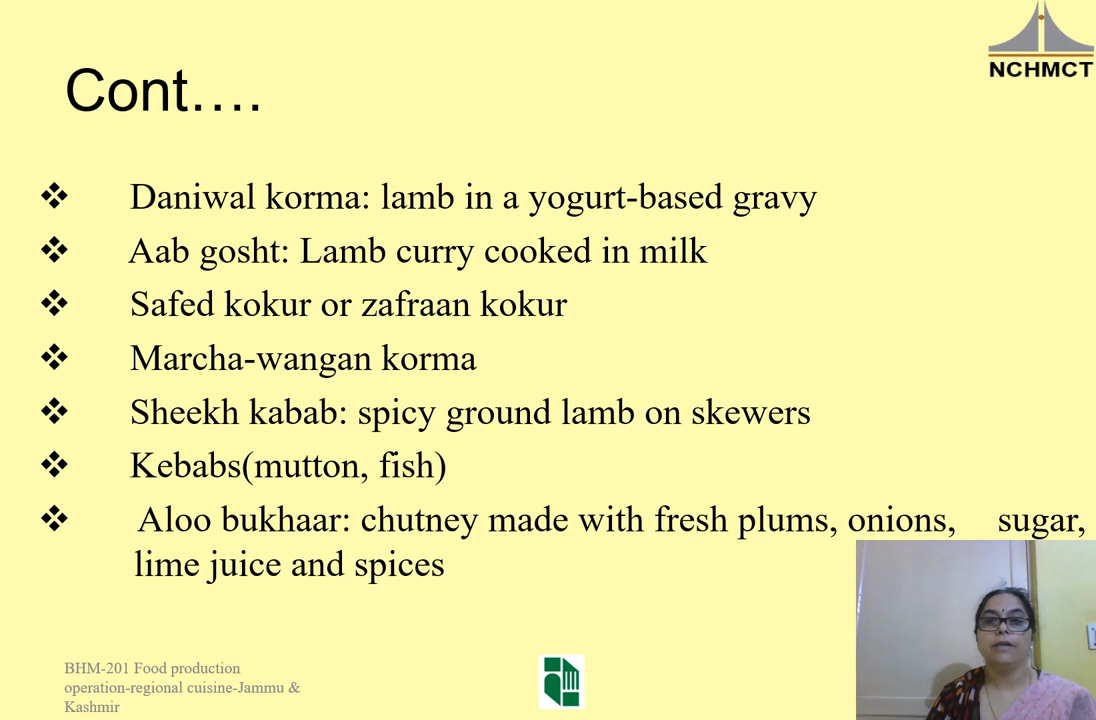 NCHMCT
Cont....
❖ Daniwal korma: lamb in a yogurt-based gravy
❖ Aab gosht: Lamb curry cooked in milk
❖ Safed kokur or zafraan kokur
❖ Marcha-wangan korma
❖ Sheekh kabab: spicy ground lamb on skewers
❖ Kebabs(mutton, fish)
❖ Aloo bukhaar: chutney made with fresh plums, onions, sugar,
lime juice and spices
BHM-201 Food production
operation-regional cuisine-Jammu &
Kashmir